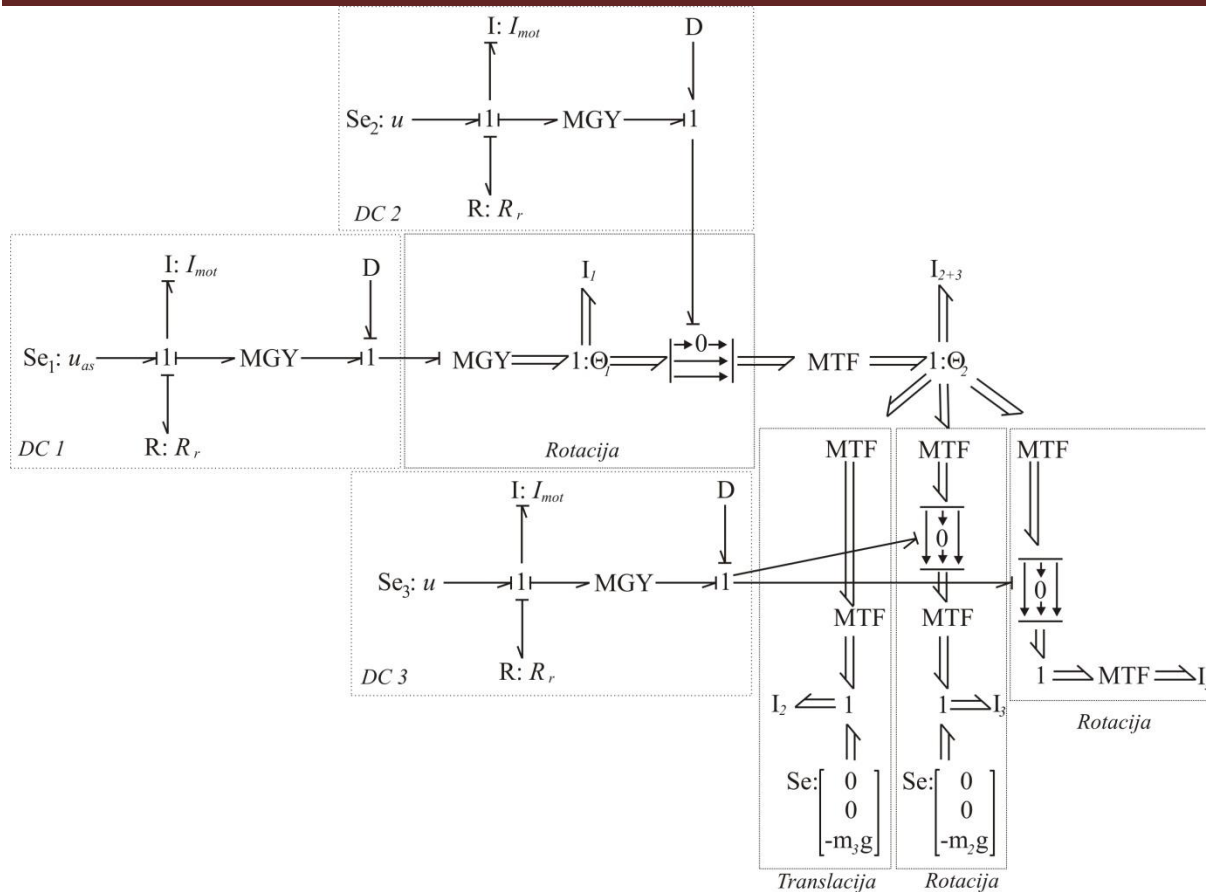 I: I_mot
D
Se₂: u
1
MGY
1
R: R_r
DC 2
I: I_mot
D
I₁
I₂₊₃
Se₁: u_as
1
MGY
1
MGY
1:Θ₁
0
MTF
1:Θ₂
R: R_r
DC 1
Rotacija
MTF
MTF
MTF
I: I_mot
D
0
Se₃: u
1
MGY
1
0
MTF
MTF
R: R_r
DC 3
1
MTF
I₂
1
1
I₃
Rotacija
Se:
0
0
-m₃g
Se:
0
0
-m₂g
Translacija
Rotacija